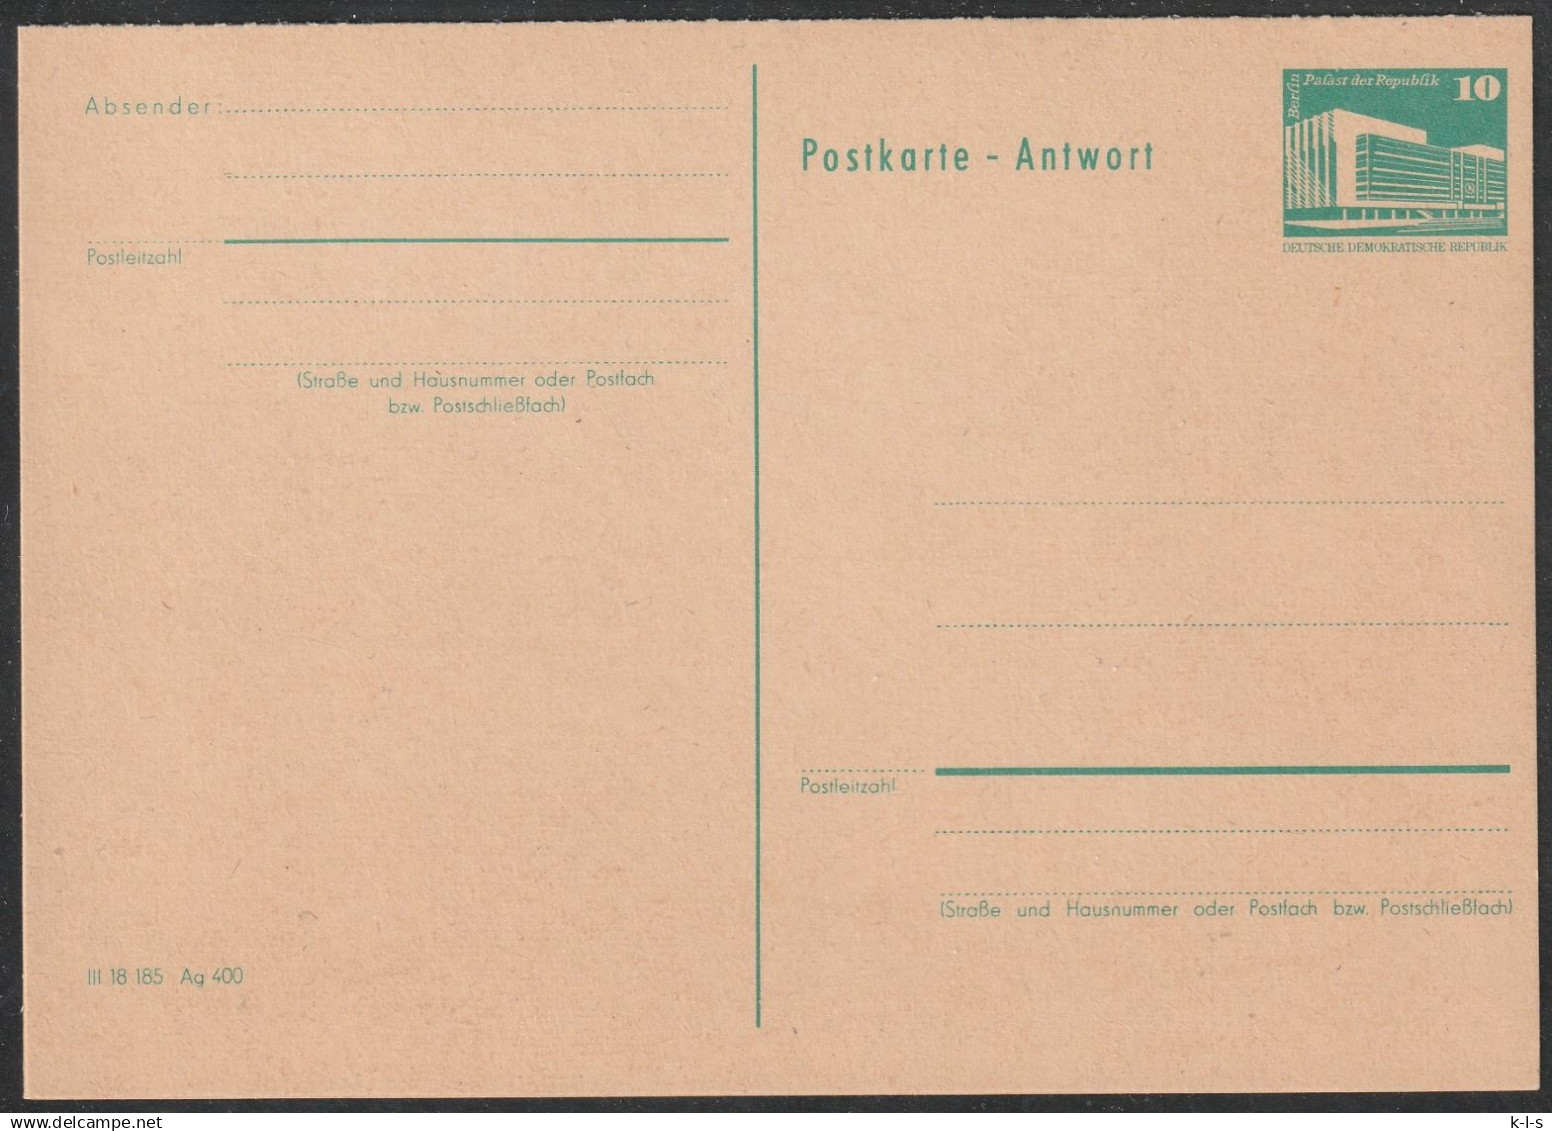 Absender:
Postleitzahl
(Straße und Hausnummer oder Postfach
bzw. Postschließfach)
III 18 185 Ag 400
Postkarte - Antwort
Berlin
Palast der Republik 10
DEUTSCHE DEMOKRATISCHE REPUBLIK
Postleitzahl
(Straße und Hausnummer oder Postfach bzw. Postschließfach)
delcampe.net
k-l-s